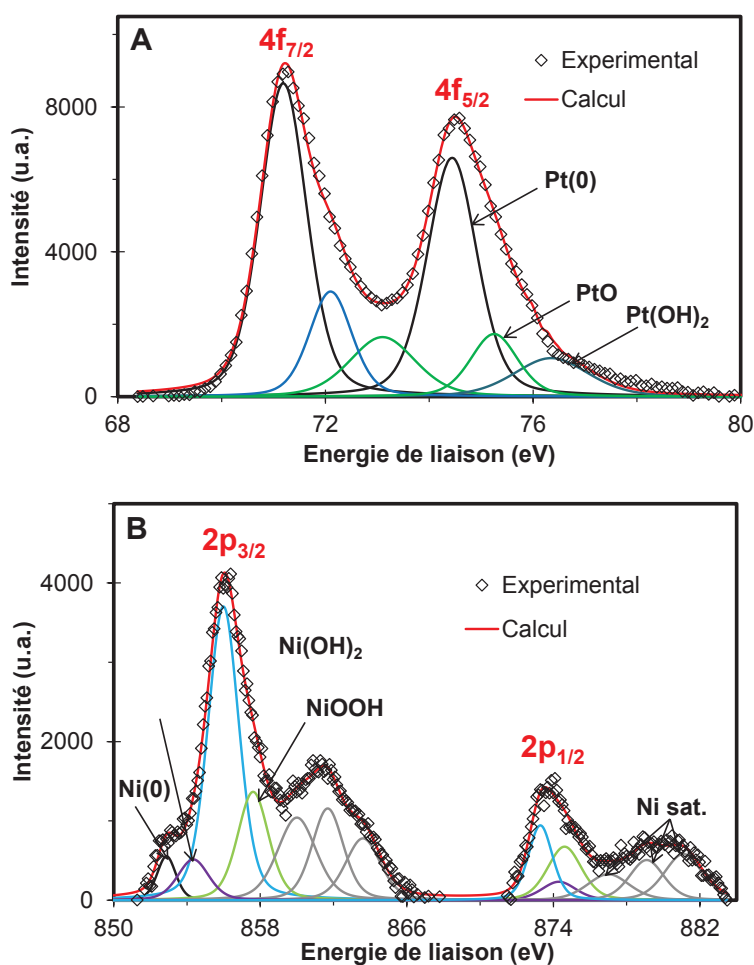 A
4f7/2
4f5/2
Experimental
Calcul
Pt(0)
PtO
Pt(OH)2
8000
4000
0
68
72
76
80
Intensité (u.a.)
Energie de liaison (eV)
B
2p3/2
Experimental
Calcul
Ni(OH)2
NiOOH
Ni(0)
2p1/2
Ni sat.
4000
2000
0
850
858
866
874
882
Intensité (u.a.)
Energie de liaison (eV)